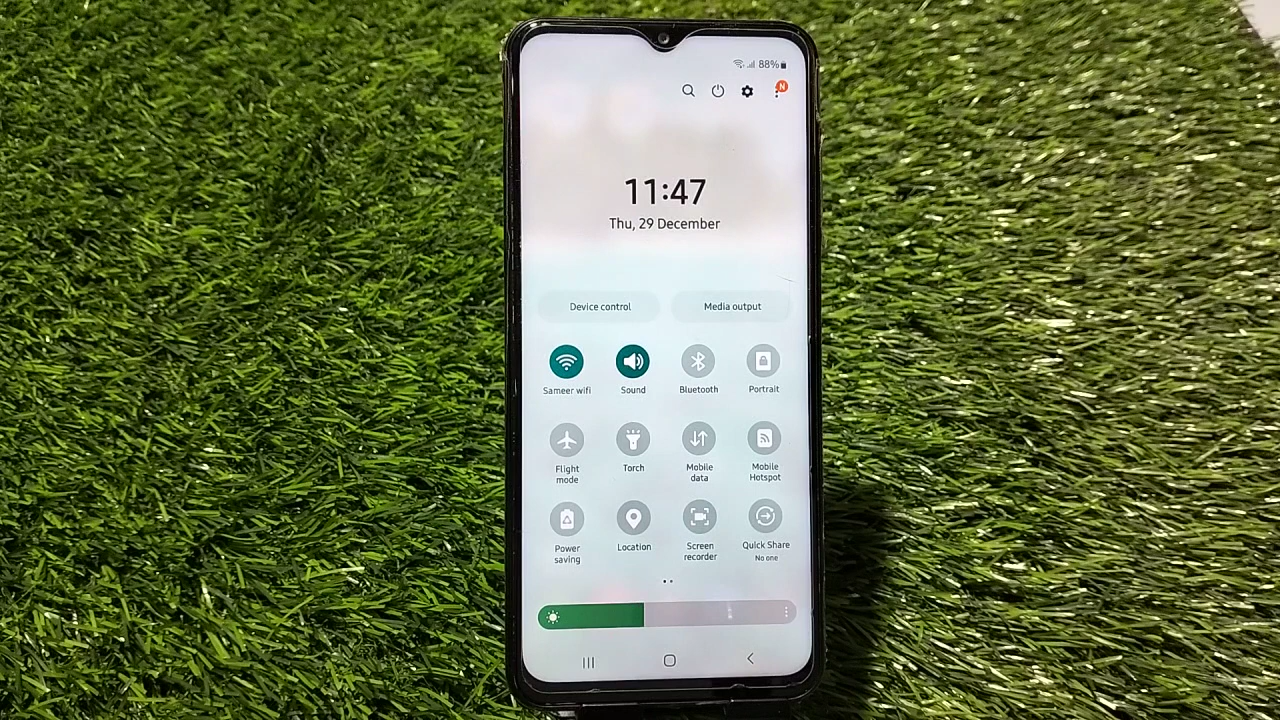 88%
N
11:47
Thu, 29 December
Device control Media output
Sameer wifi Sound Bluetooth Portrait
Flight mode Torch Mobile data Mobile Hotspot
Power saving Location Screen recorder Quick Share
No one